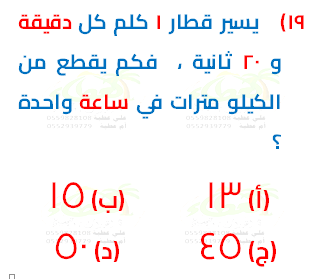 ١٩) يسير قطار ١ كلم كل دقيقة
و ٢٠ ثانية ، فكم يقطع من
الكيلو مترات في ساعة واحدة
؟
(أ) ١٣ (ب) ١٥
(ج) ٤٥ (د) ٥٠